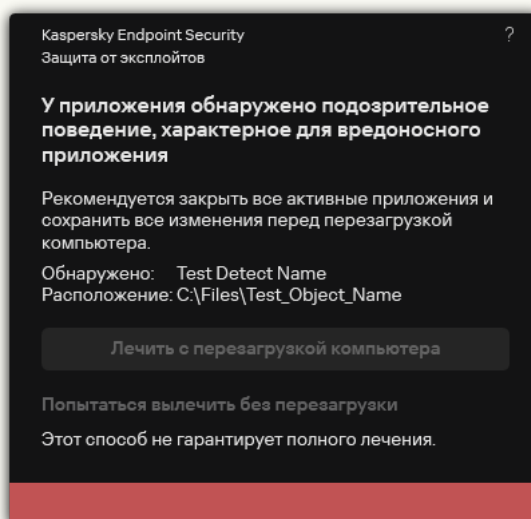 Kaspersky Endpoint Security
?
Защита от эксплойтов
У приложения обнаружено подозрительное
поведение, характерное для вредоносного
приложения
Рекомендуется закрыть все активные приложения и
сохранить все изменения перед перезагрузкой
компьютера.
Обнаружено: Test Detect Name
Расположение: C:\Files\Test_Object_Name
Лечить с перезагрузкой компьютера
Попытаться вылечить без перезагрузки
Этот способ не гарантирует полного лечения.